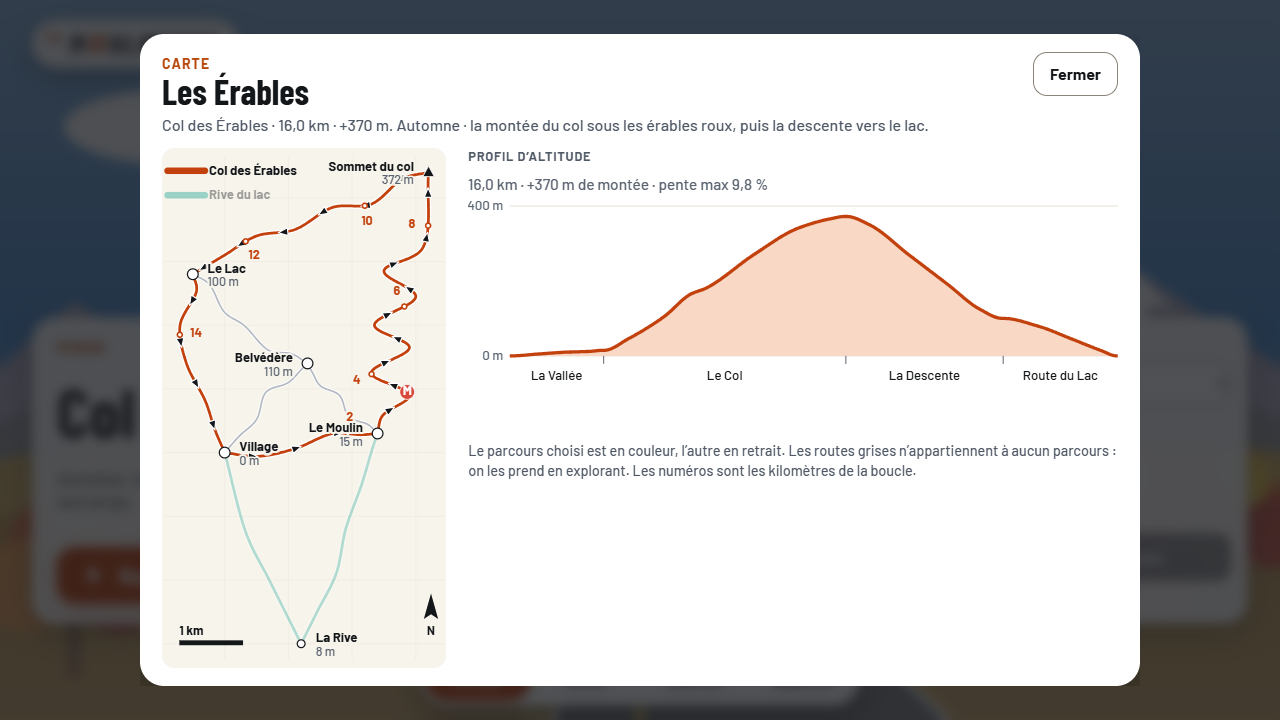 CARTE
Les Érables
Fermer
Col des Érables · 16,0 km · +370 m. Automne · la montée du col sous les érables roux, puis la descente vers le lac.
Col des Érables
Rive du lac
Sommet du col
372 m
10
8
12
Le Lac
100 m
6
14
Belvédère
110 m
4
M
2
Le Moulin
15 m
Village
0 m
1 km
N
La Rive
8 m
PROFIL D’ALTITUDE
16,0 km · +370 m de montée · pente max 9,8 %
400 m
0 m
La Vallée
Le Col
La Descente
Route du Lac
Le parcours choisi est en couleur, l’autre en retrait. Les routes grises n’appartiennent à aucun parcours :
on les prend en explorant. Les numéros sont les kilomètres de la boucle.
Col